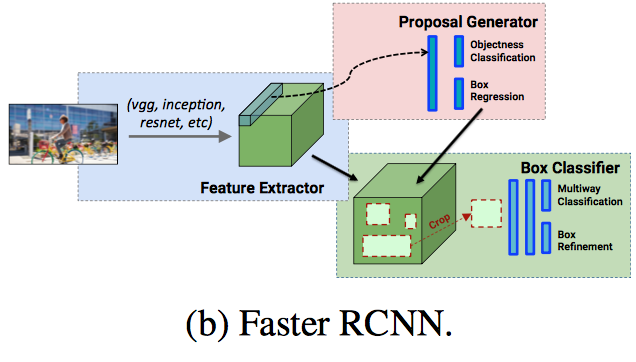 Proposal Generator
Objectness
Classification
Box
Regression
(vgg, inception,
resnet, etc)
Feature Extractor
Box Classifier
Multiway
Classification
Box
Refinement
Crop
(b) Faster RCNN.